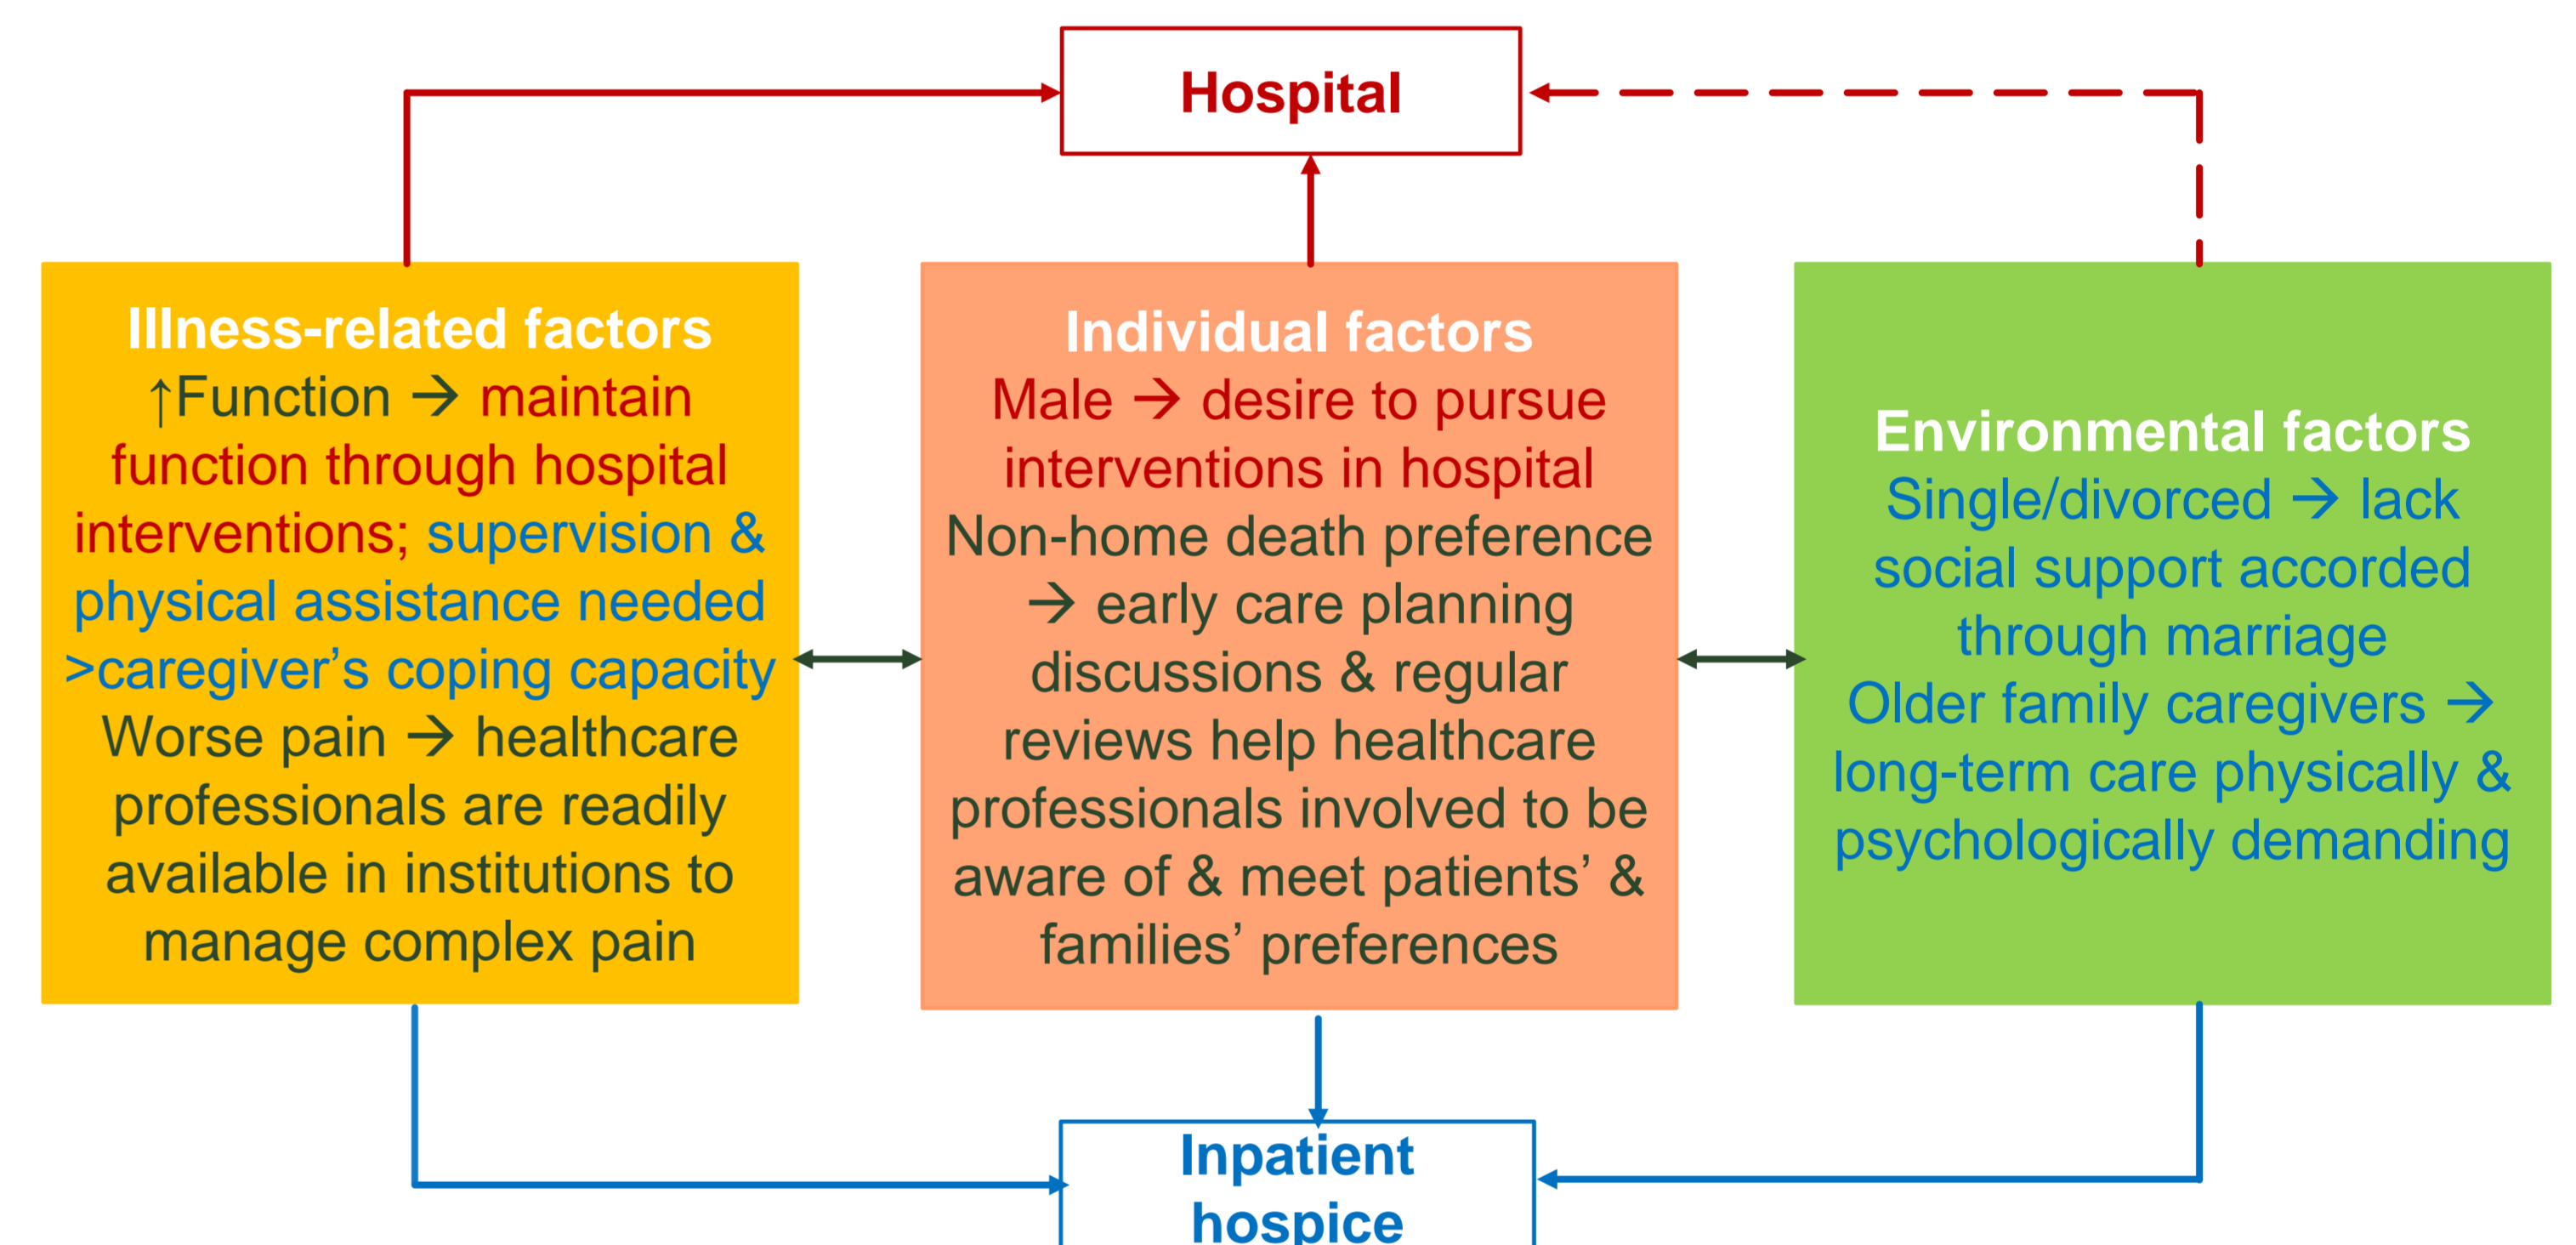 Hospital
Illness-related factors
↑Function → maintain
function through hospital
interventions; supervision &
physical assistance needed
>caregiver’s coping capacity
Worse pain → healthcare
professionals are readily
available in institutions to
manage complex pain
Individual factors
Male → desire to pursue
interventions in hospital
Non-home death preference
→ early care planning
discussions & regular
reviews help healthcare
professionals involved to be
aware of & meet patients’ &
families’ preferences
Environmental factors
Single/divorced → lack
social support accorded
through marriage
Older family caregivers →
long-term care physically &
psychologically demanding
Inpatient
hospice